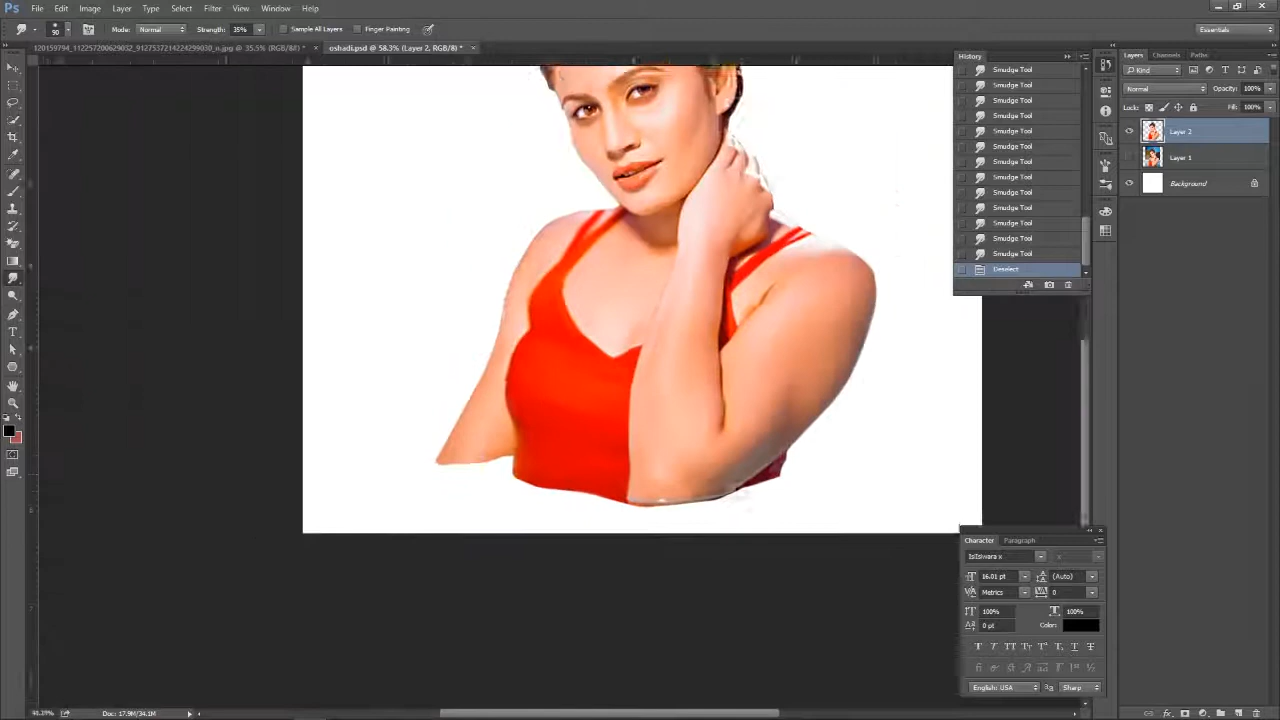 Ps File Edit Image Layer Type Select Filter View Window Help
90 Mode: Normal Strength: 35% Sample All Layers Finger Painting Essentials
120159794_112257200629032_9127537214224299030_n.jpg @ 35.5% (RGB/8#) * × oshadi.psd @ 58.3% (Layer 2, RGB/8*) * ×
History
Smudge Tool
Smudge Tool
Smudge Tool
Smudge Tool
Smudge Tool
Smudge Tool
Smudge Tool
Smudge Tool
Smudge Tool
Smudge Tool
Smudge Tool
Smudge Tool
Smudge Tool
Deselect
Layers Channels Paths
Kind
Normal Opacity: 100%
Lock: Fill: 100%
Layer 2
Layer 1
Background
Character Paragraph
16.01 pt (Auto)
Metrics 0
100% 100%
0 pt Color:
English: USA Sharp
Doc: 17.9M/34.1M